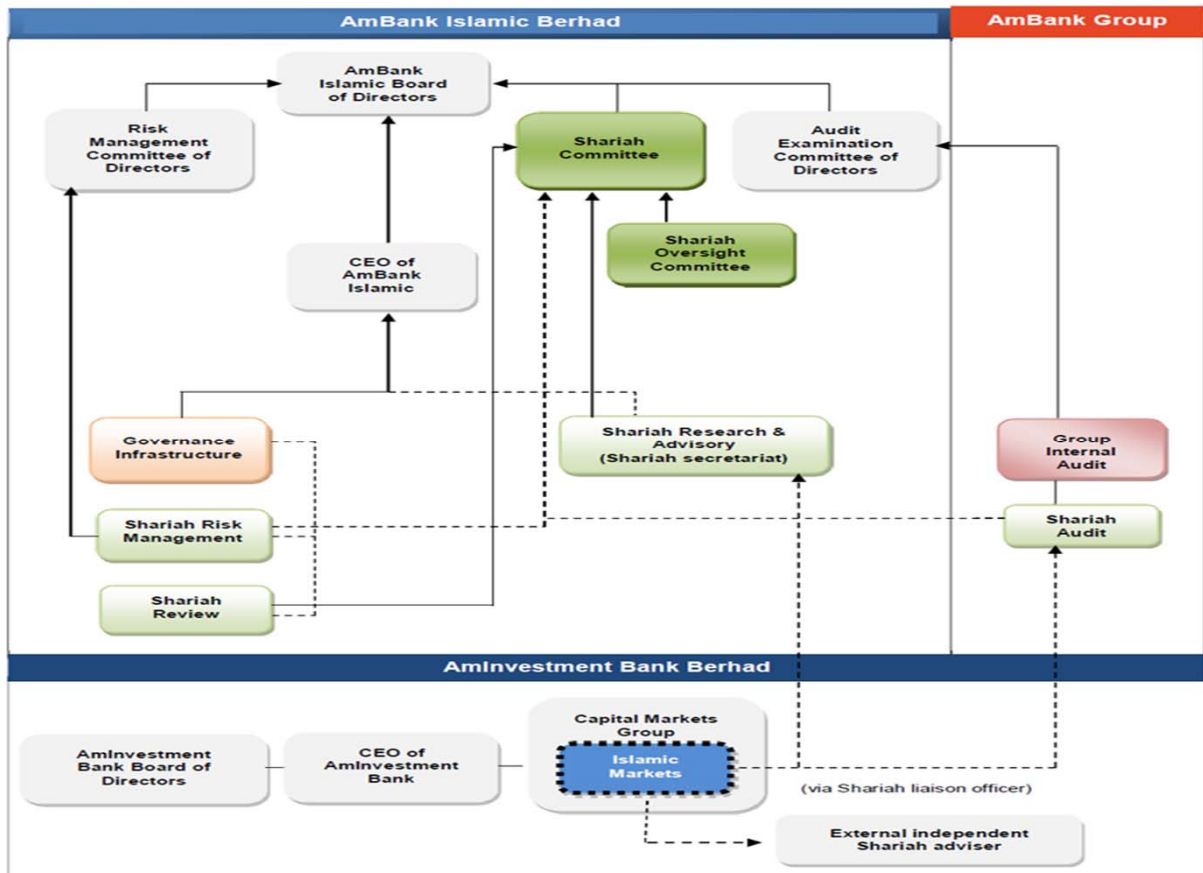 AmBank Islamic Berhad
AmBank Group
AmBank
Islamic Board
of Directors
Risk
Management
Committee of
Directors
Shariah
Committee
Audit
Examination
Committee of
Directors
Shariah
Oversight
Committee
CEO of
AmBank
Islamic
Governance
Infrastructure
Shariah Research &
Advisory
(Shariah secretariat)
Group
Internal
Audit
Shariah Risk
Management
Shariah
Audit
Shariah
Review
AmInvestment Bank Berhad
AmInvestment
Bank Board of
Directors
CEO of
AmInvestment
Bank
Capital Markets
Group
Islamic
Markets
(via Shariah liaison officer)
External independent
Shariah adviser